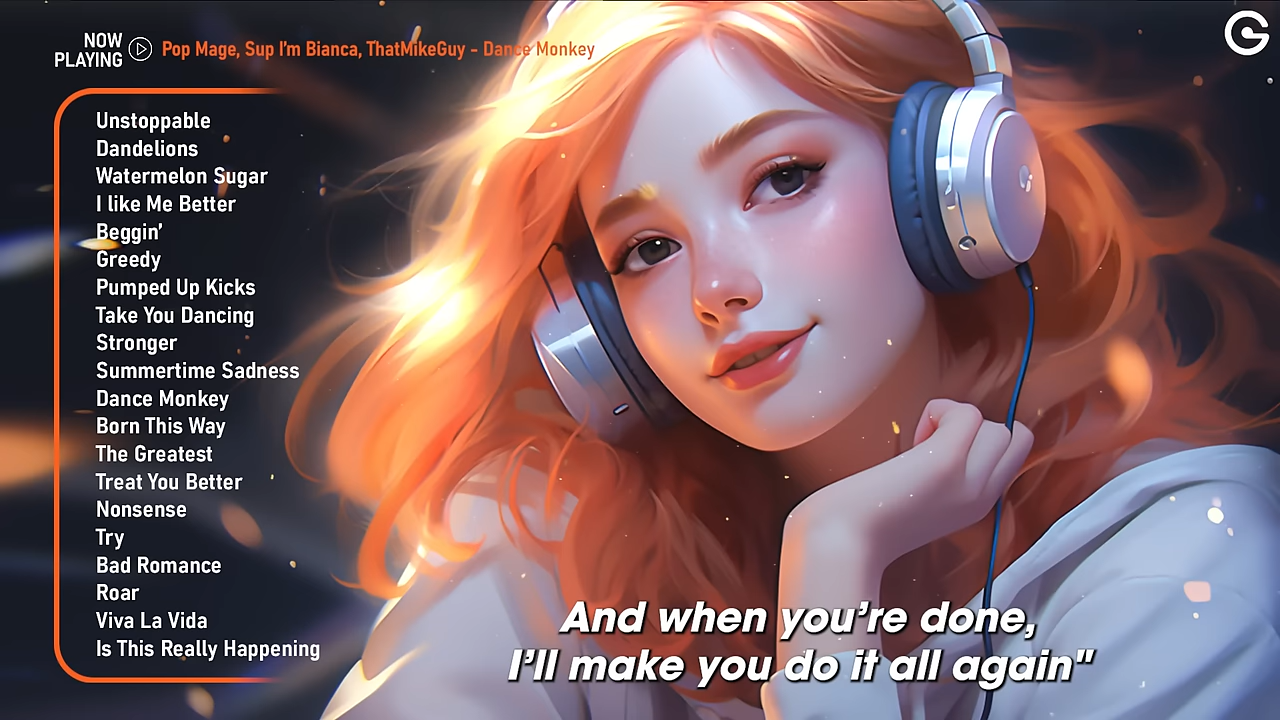 NOW
PLAYING
Pop Mage, Sup I'm Bianca, ThatMikeGuy - Dance Monkey
Unstoppable
Dandelions
Watermelon Sugar
I like Me Better
Beggin'
Greedy
Pumped Up Kicks
Take You Dancing
Stronger
Summertime Sadness
Dance Monkey
Born This Way
The Greatest
Treat You Better
Nonsense
Try
Bad Romance
Roar
Viva La Vida
Is This Really Happening
And when you're done,
I'll make you do it all again"